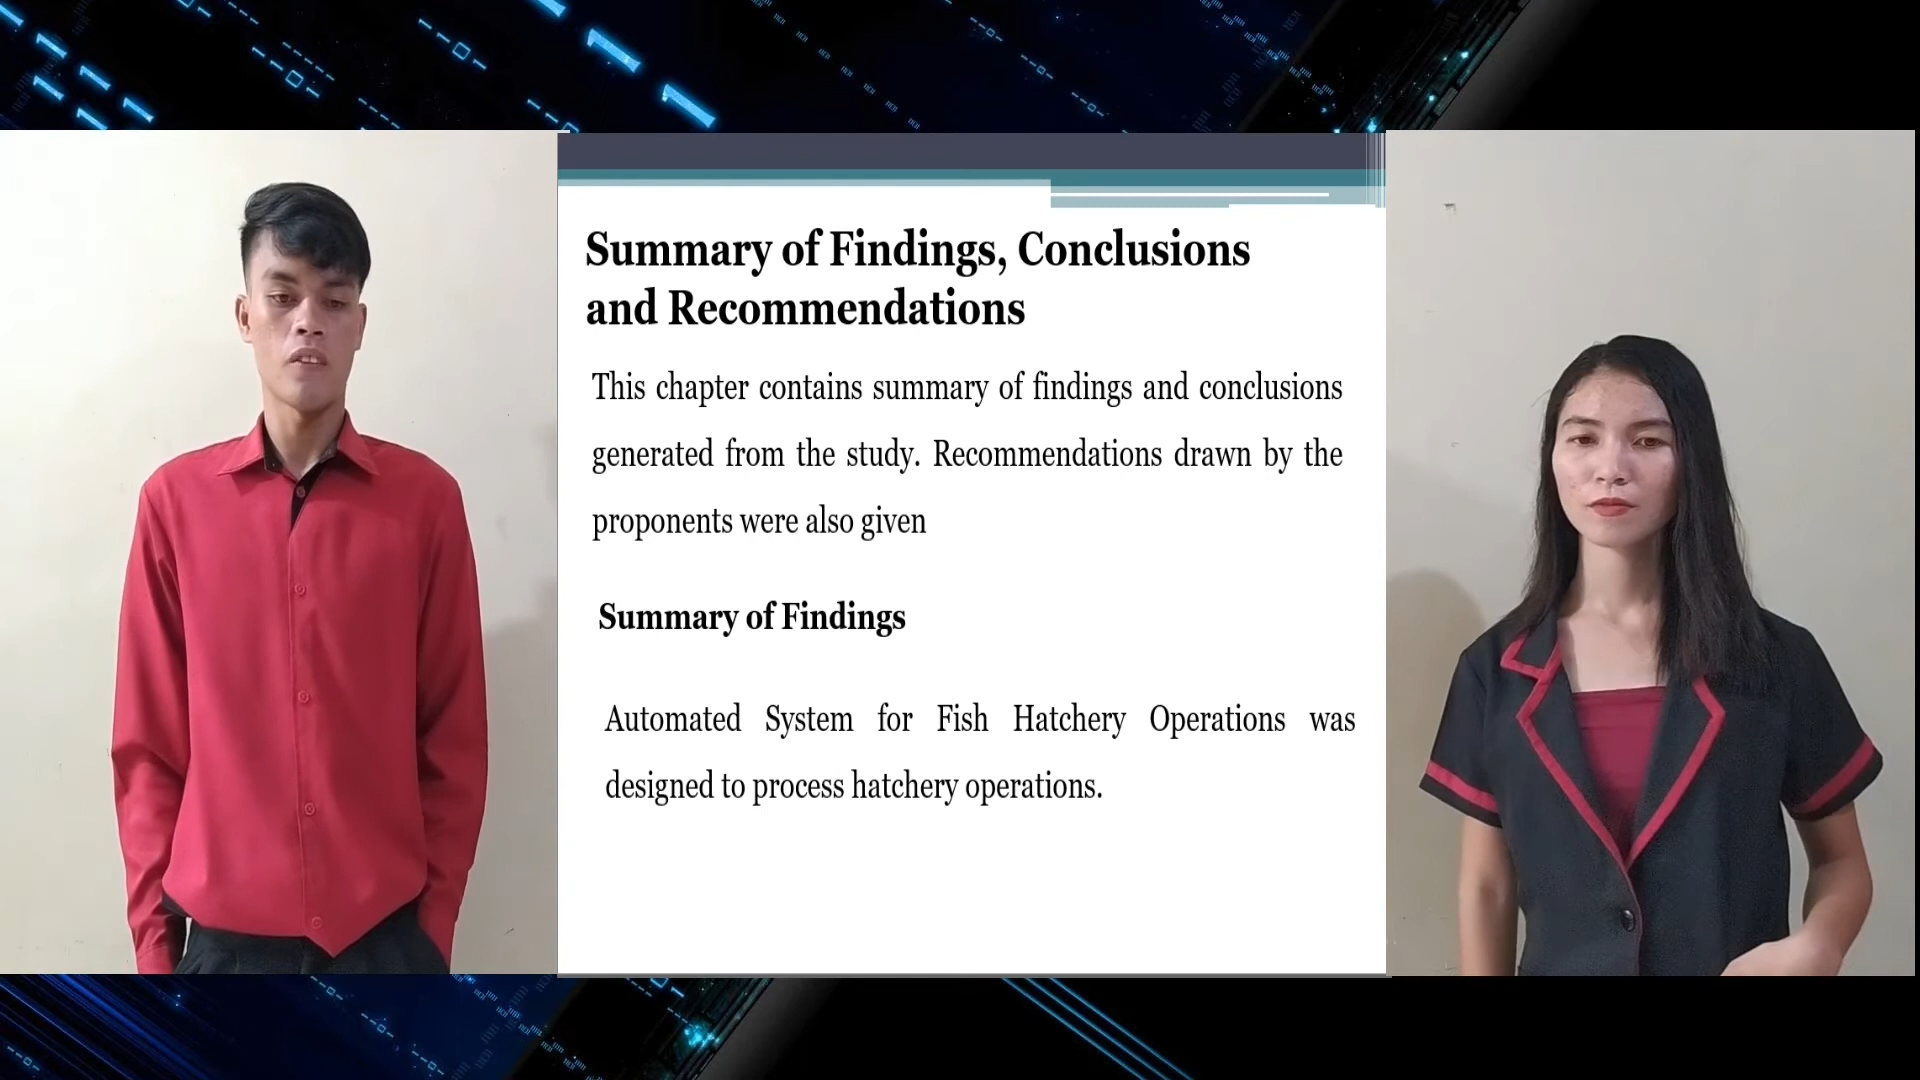 Summary of Findings, Conclusions
and Recommendations
This chapter contains summary of findings and conclusions
generated from the study. Recommendations drawn by the
proponents were also given
Summary of Findings
Automated System for Fish Hatchery Operations was
designed to process hatchery operations.